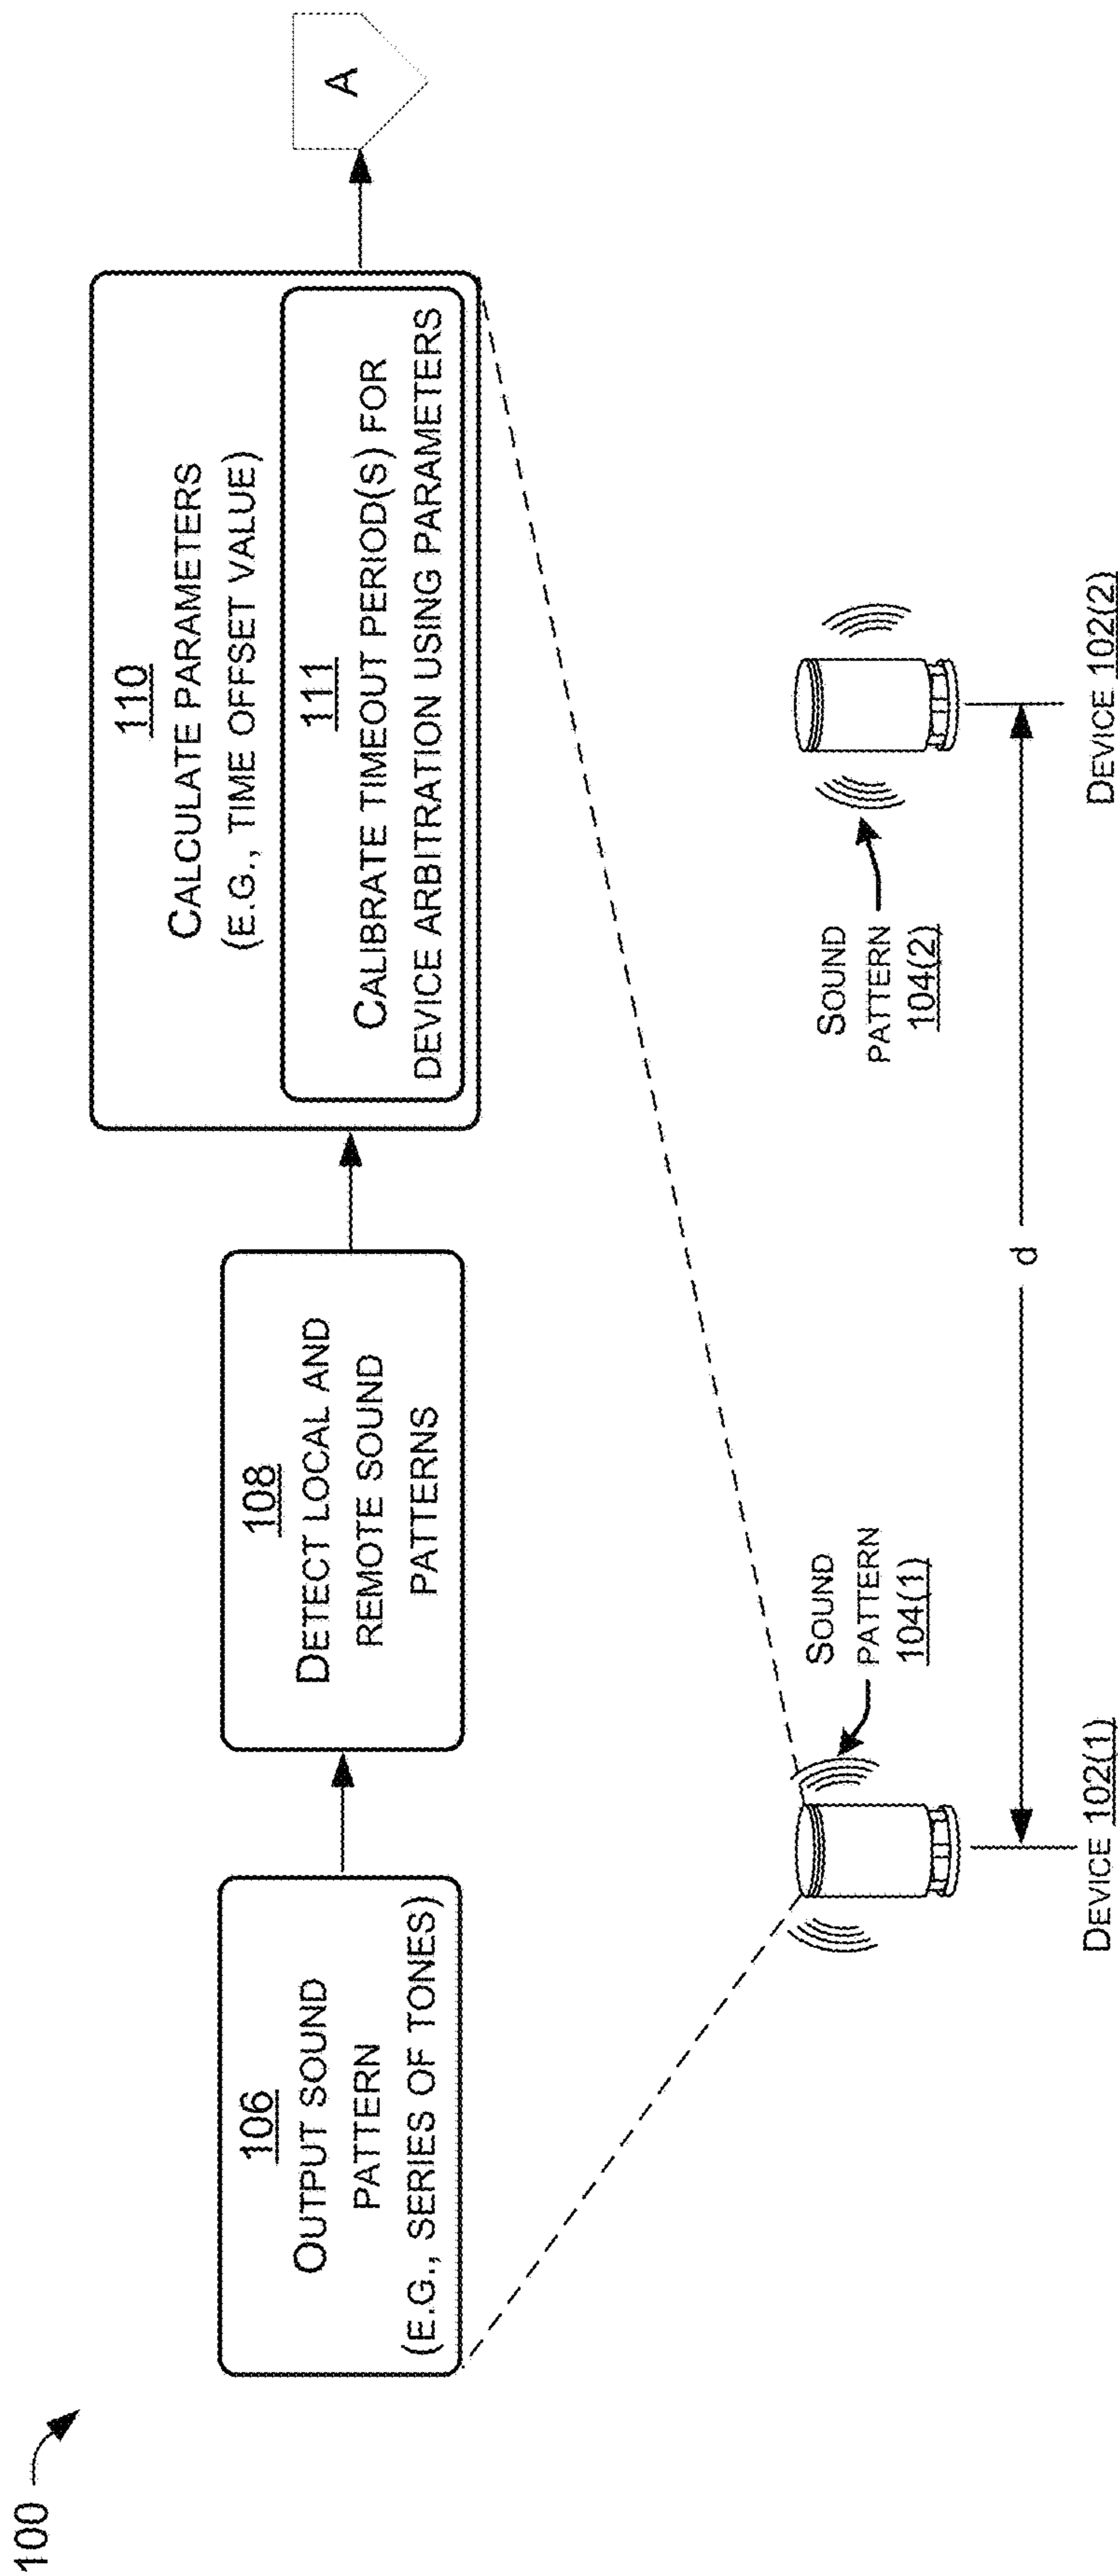 100
106
OUTPUT SOUND
PATTERN
(E.G., SERIES OF TONES)
108
DETECT LOCAL AND
REMOTE SOUND
PATTERNS
110
CALCULATE PARAMETERS
(E.G., TIME OFFSET VALUE)
111
CALIBRATE TIMEOUT PERIOD(S) FOR
DEVICE ARBITRATION USING PARAMETERS
A
SOUND
PATTERN
104(1)
SOUND
PATTERN
104(2)
d
DEVICE 102(1)
DEVICE 102(2)